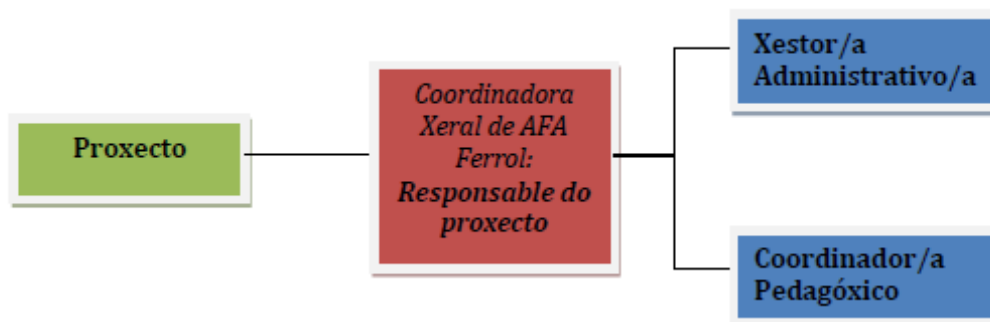 Proxecto
Coordinadora
Xeral de AFA
Ferrol:
Responsable do
proxecto
Xestor/a
Administrativo/a
Coordinador/a
Pedagóxico